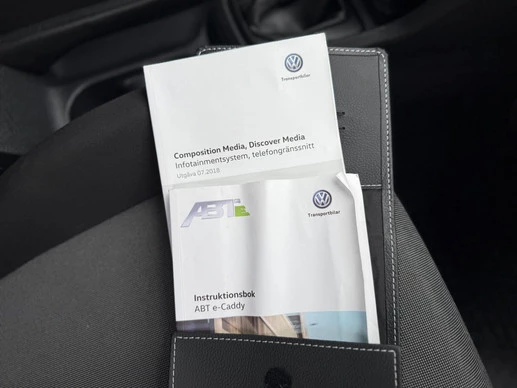 Transportbilar
Composition Media, Discover Media
Infotainmentsystem, telefongränssnitt
Utgåva 07.2018
ABT e
Transportbilar
Instruktionsbok
ABT e-Caddy